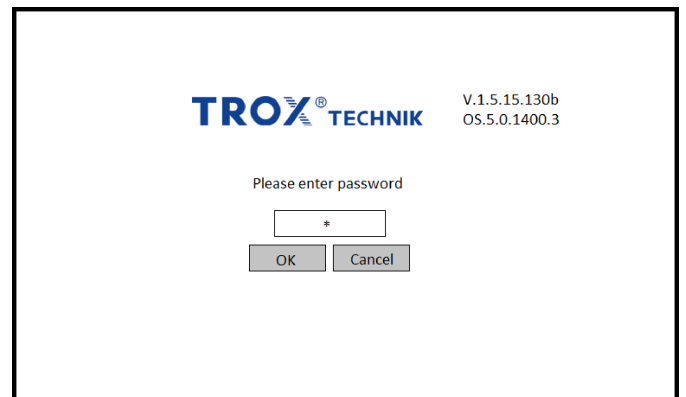 TROX® TECHNIK
V.1.5.15.130b
OS.5.0.1400.3
Please enter password
*
OK Cancel